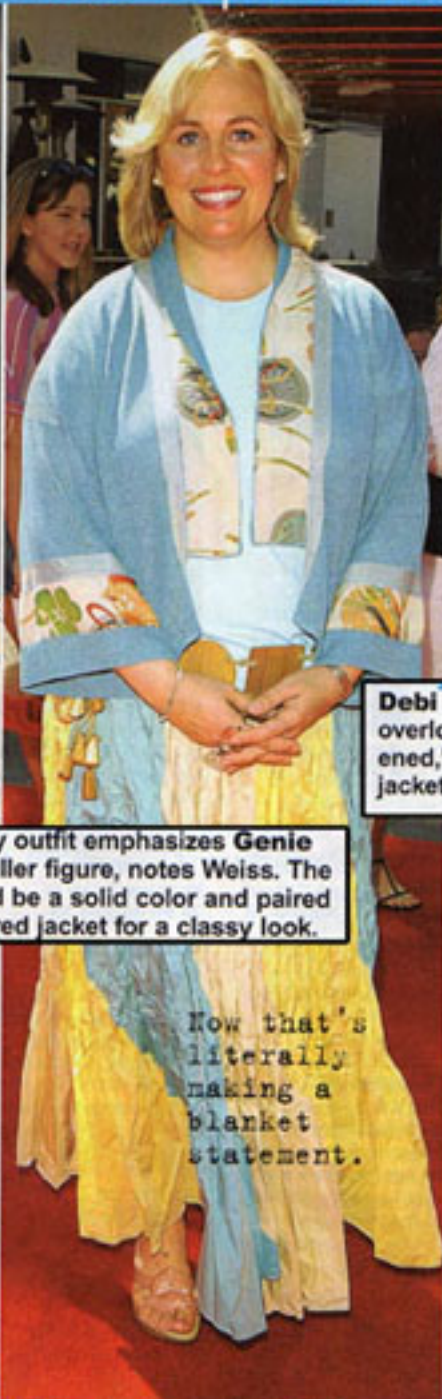 Debi
overlo
ened,
jacket
y outfit emphasizes Genie
ller figure, notes Weiss. The
l be a solid color and paired
red jacket for a classy look.
Now that's
literally
making a
blanket
statement.